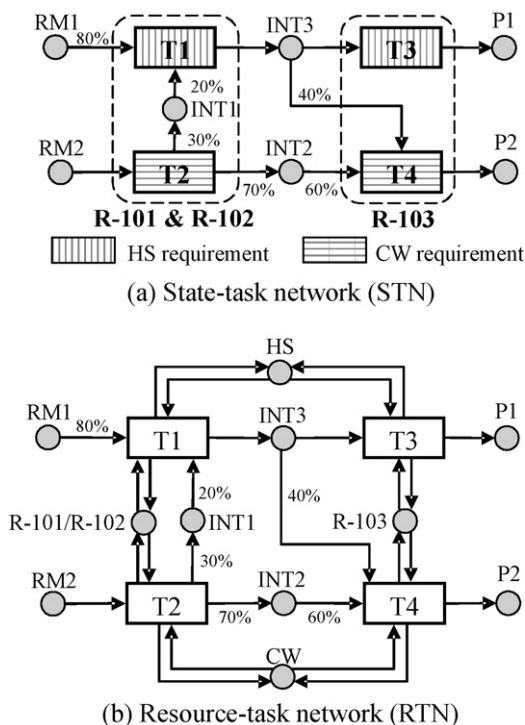 RM1
80%
T1
INT3
T3
P1
20%
INT1
40%
RM2
30%
T2
70%
INT2
60%
T4
P2
R-101 & R-102
R-103
HS requirement
CW requirement
(a) State-task network (STN)
HS
RM1
80%
T1
INT3
T3
P1
20%
40%
R-101/R-102
INT1
R-103
30%
RM2
T2
70%
INT2
60%
T4
P2
CW
(b) Resource-task network (RTN)